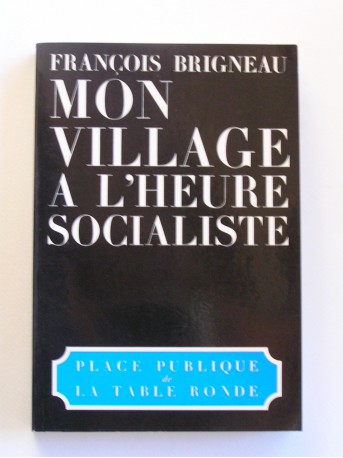 FRANÇOIS BRIGNEAU
MON
VILLAGE
A L'HEURE
SOCIALISTE
PLACE PUBLIQUE
de
LA TABLE RONDE